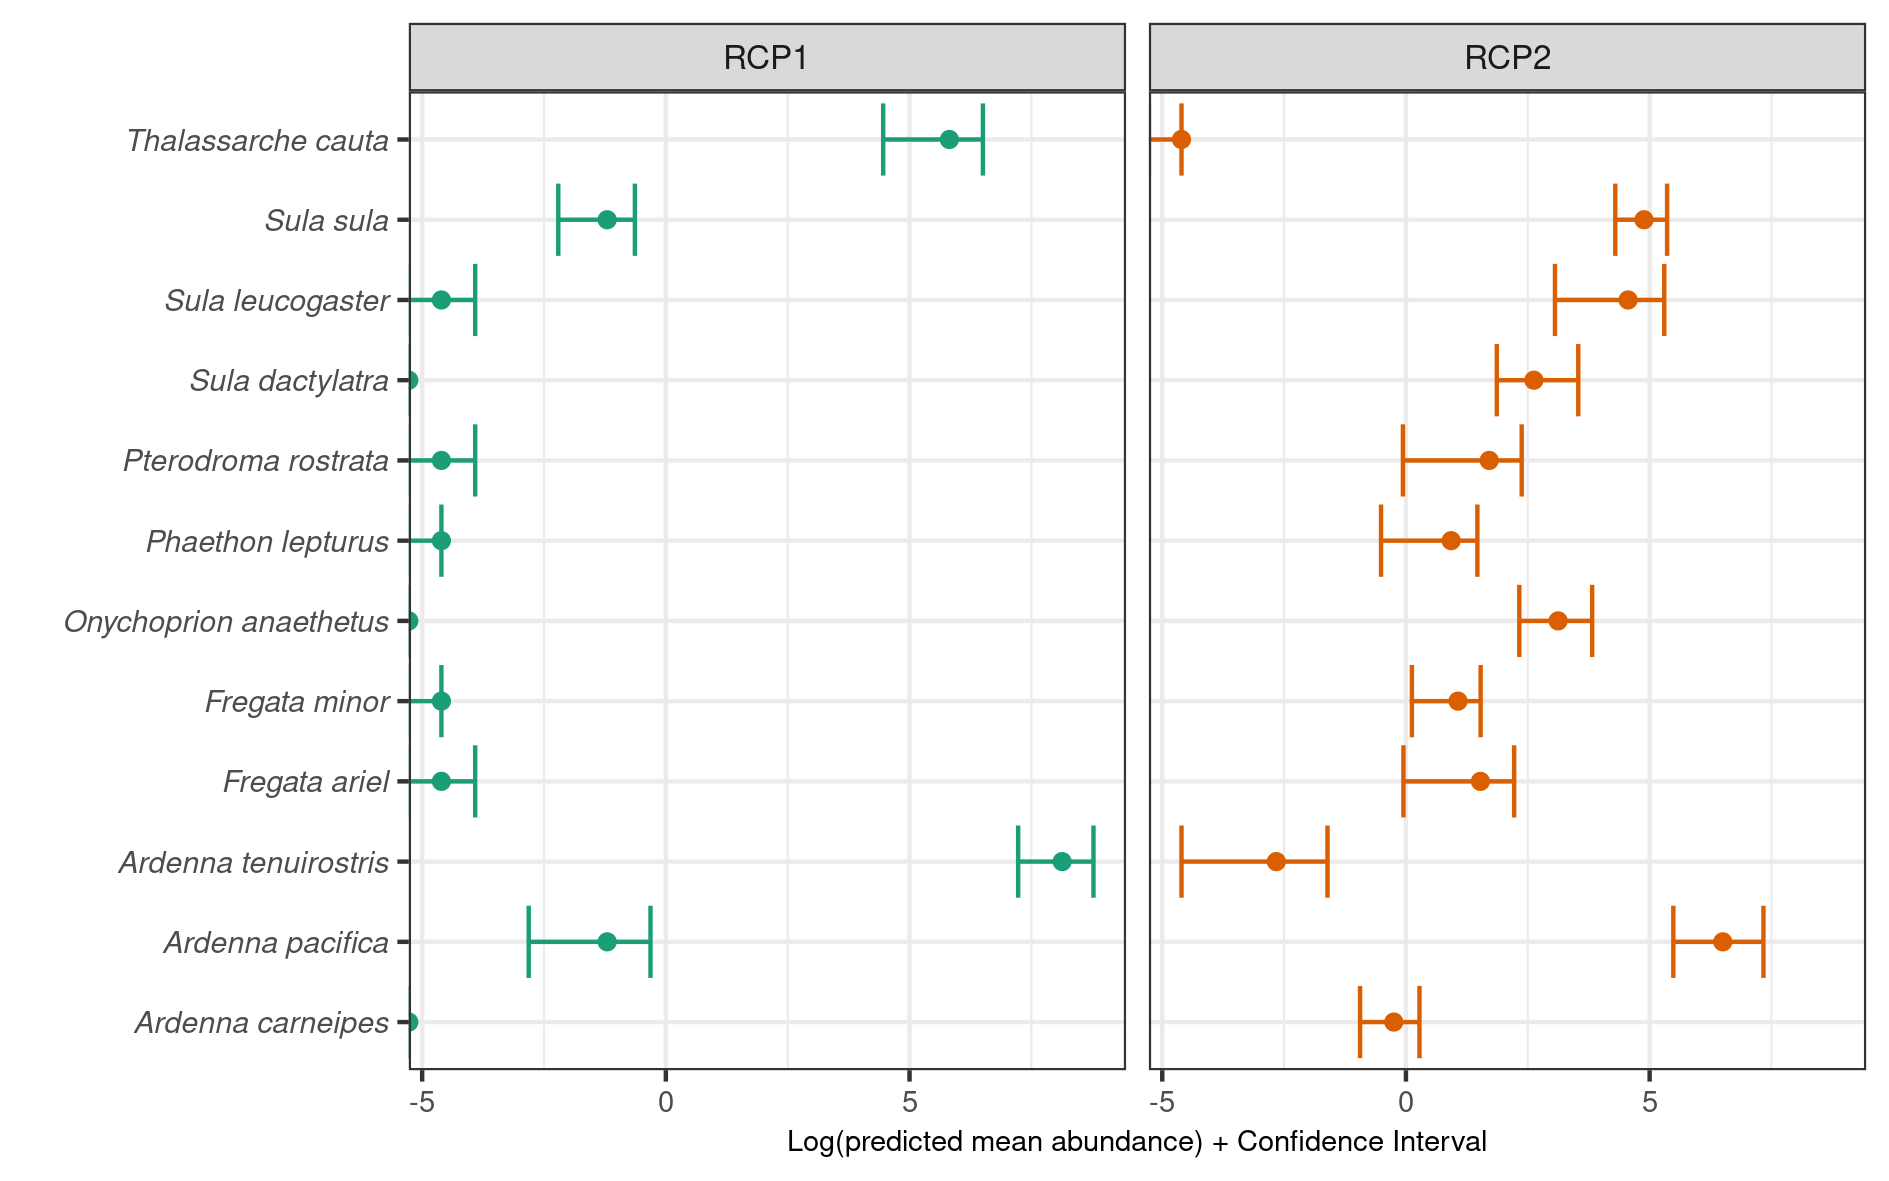 RCP1 RCP2
Thalassarche cauta
Sula sula
Sula leucogaster
Sula dactylatra
Pterodroma rostrata
Phaethon lepturus
Onychoprion anaethetus
Fregata minor
Fregata ariel
Ardenna tenuirostris
Ardenna pacifica
Ardenna carneipes
-5 0 5 -5 0 5
Log(predicted mean abundance) + Confidence Interval